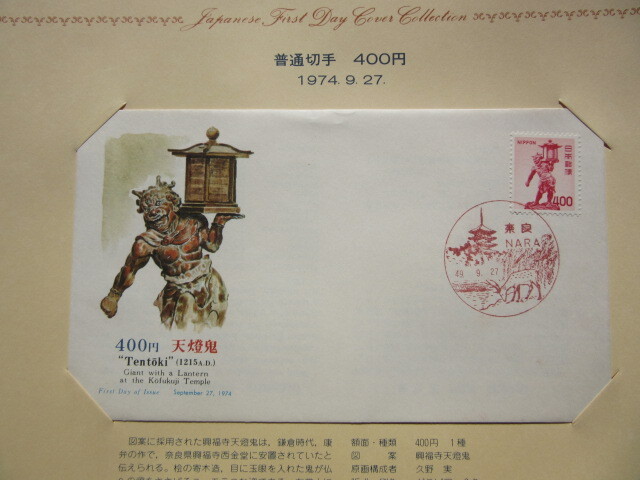 Japanese First Day Cover Collection
普通切手 400円
1974.9.27.
NIPPON
日本郵便
400
奈良
NARA
49. 9. 27
400円 天燈鬼
"Tentōki" (1215A.D.)
Giant with a Lantern
at the Kōfukuji Temple
First Day of Issue September 27, 1974
図案に採用された興福寺天燈鬼は，鎌倉時代，康
弁の作で，奈良県興福寺西金堂に安置されていたと
伝えられる。桧の寄木造，目に玉眼を入れた鬼が仏
額面・種類 400円 1種
図案 興福寺天燈鬼
原画構成者 久野 実